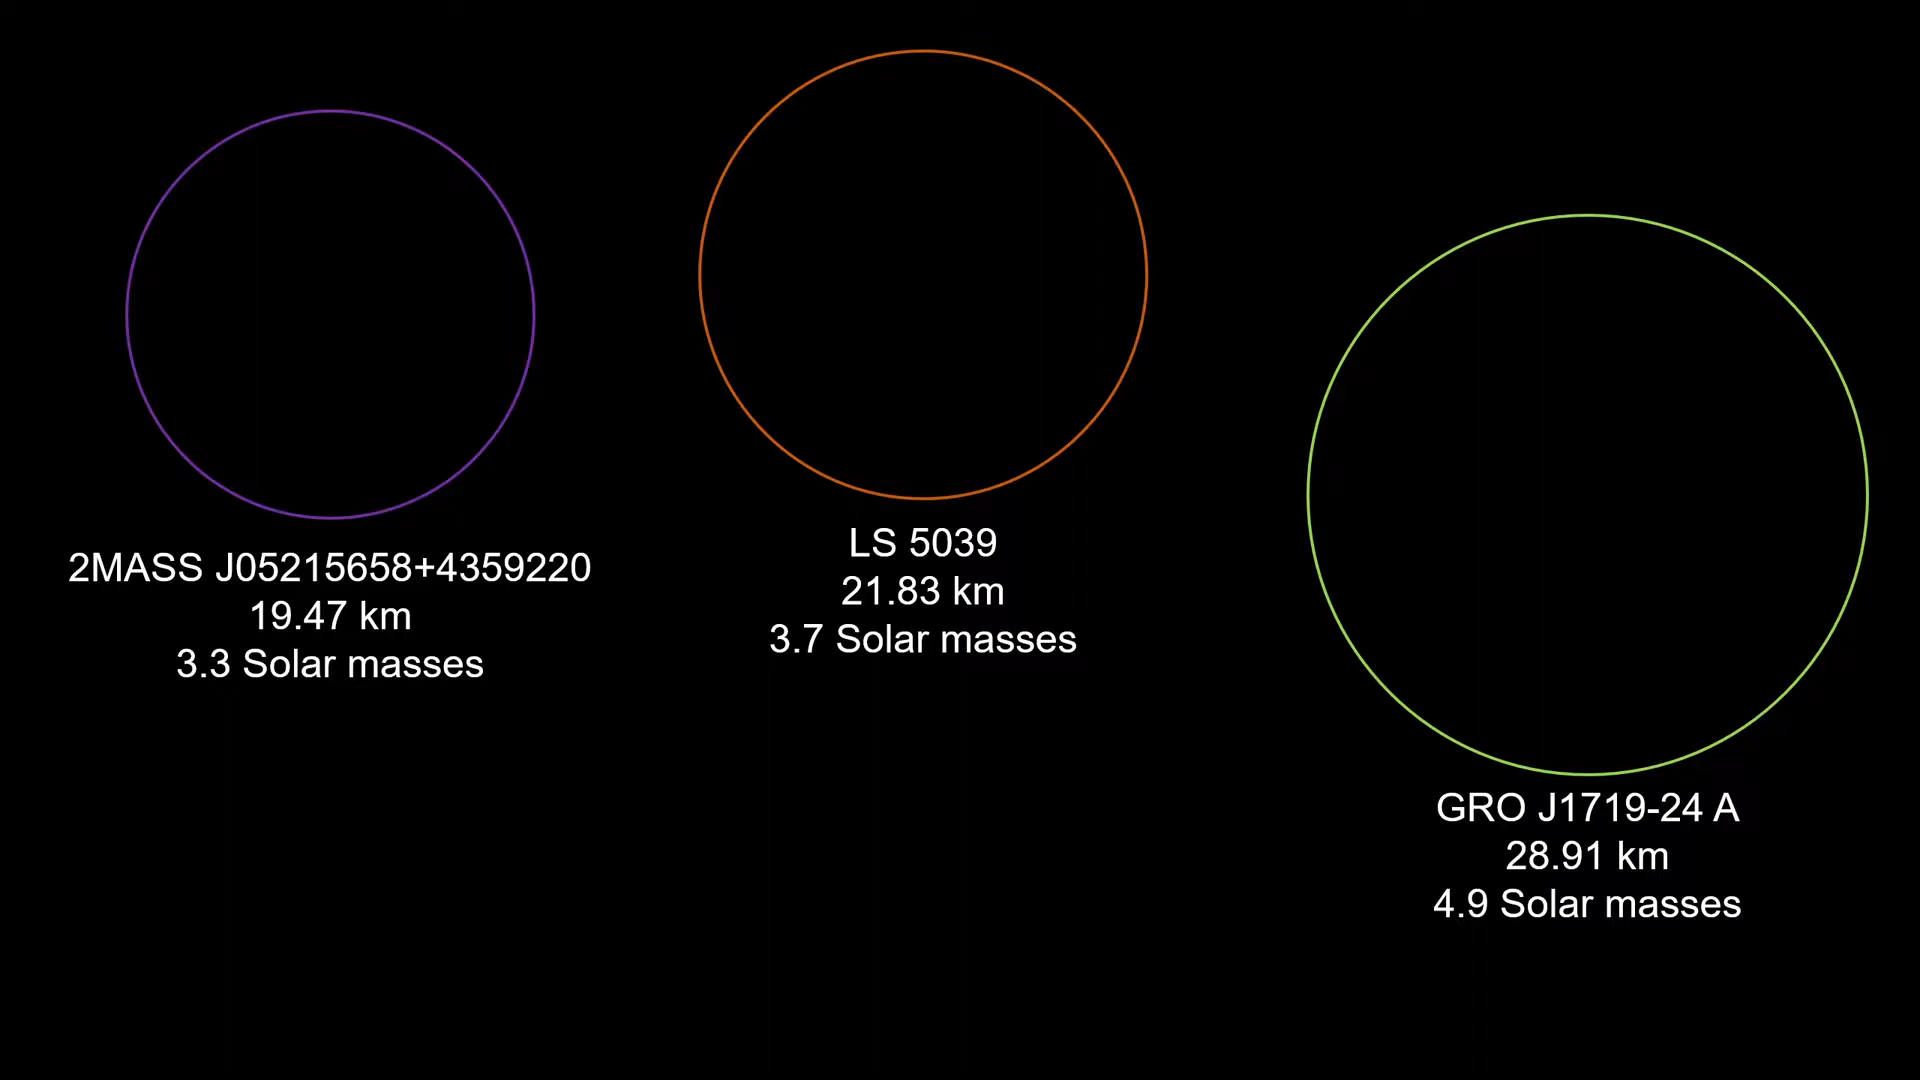 2MASS J05215658+4359220
19.47 km
3.3 Solar masses
LS 5039
21.83 km
3.7 Solar masses
GRO J1719-24 A
28.91 km
4.9 Solar masses